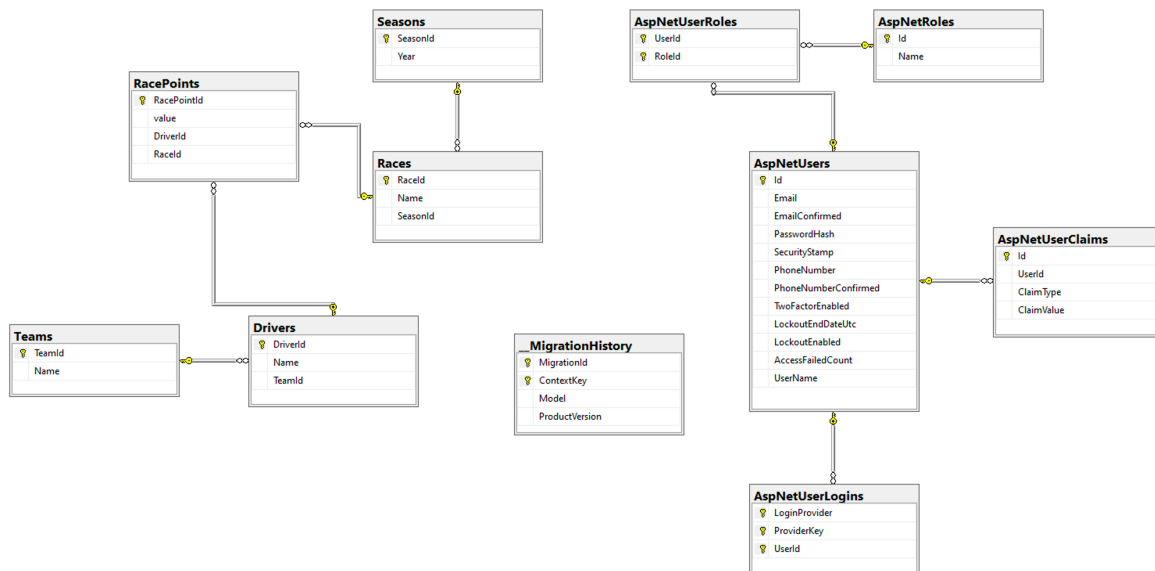 Seasons
SeasonId
Year
AspNetUserRoles
UserId
RoleId
AspNetRoles
Id
Name
RacePoints
RacePointId
value
DriverId
RaceId
Races
RaceId
Name
SeasonId
AspNetUsers
Id
Email
EmailConfirmed
PasswordHash
SecurityStamp
PhoneNumber
PhoneNumberConfirmed
TwoFactorEnabled
LockoutEndDateUtc
LockoutEnabled
AccessFailedCount
UserName
AspNetUserClaims
Id
UserId
ClaimType
ClaimValue
Teams
TeamId
Name
Drivers
DriverId
Name
TeamId
__MigrationHistory
MigrationId
ContextKey
Model
ProductVersion
AspNetUserLogins
LoginProvider
ProviderKey
UserId